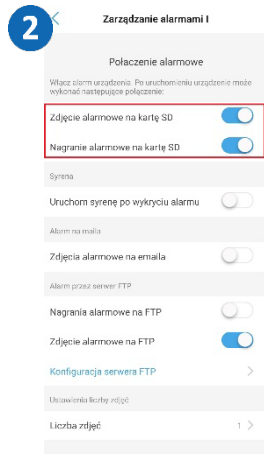 2
Zarządzanie alarmami I
Połaczenie alarmowe
Włącz alarm urządzenia. Po uruchomieniu urządzenie może
wykonać następujące połączenie:
Zdjęcie alarmowe na kartę SD
Nagranie alarmowe na kartę SD
Syrena
Uruchom syrenę po wykryciu alarmu
Alarm na maila
Zdjęcia alarmowe na emaila
Alarm przez serwer FTP
Nagrania alarmowe na FTP
Zdjęcie alarmowe na FTP
Konfiguracja serwera FTP
Ustawienia liczby zdjęć
Liczba zdjęć 1